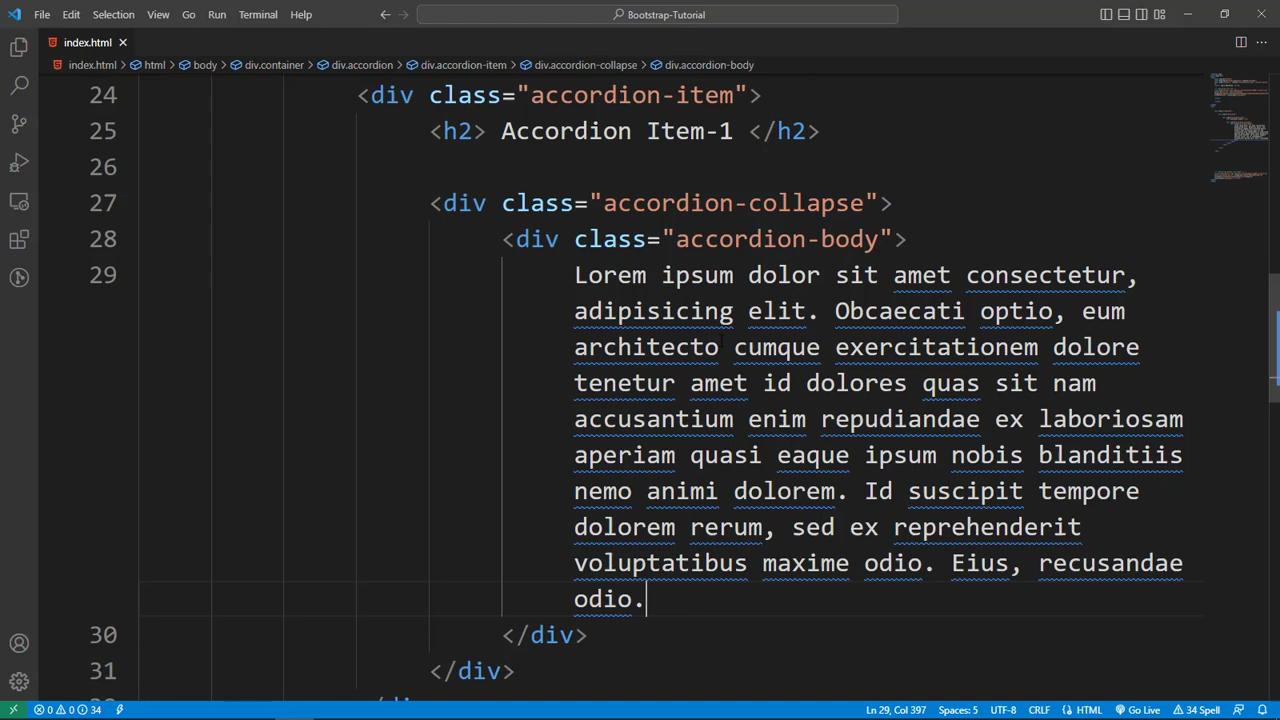 File Edit Selection View Go Run Terminal Help
Bootstrap-Tutorial
index.html
index.html > html > body > div.container > div.accordion > div.accordion-item > div.accordion-collapse > div.accordion-body
24 <div class="accordion-item">
25 <h2> Accordion Item-1 </h2>
26
27 <div class="accordion-collapse">
28 <div class="accordion-body">
29 Lorem ipsum dolor sit amet consectetur,
adipisicing elit. Obcaecati optio, eum
architecto cumque exercitationem dolore
tenetur amet id dolores quas sit nam
accusantium enim repudiandae ex laboriosam
aperiam quasi eaque ipsum nobis blanditiis
nemo animi dolorem. Id suscipit tempore
dolorem rerum, sed ex reprehenderit
voluptatibus maxime odio. Eius, recusandae
odio.
30 </div>
31 </div>
0 0 34 Ln 29, Col 397 Spaces: 5 UTF-8 CRLF HTML Go Live 34 Spell